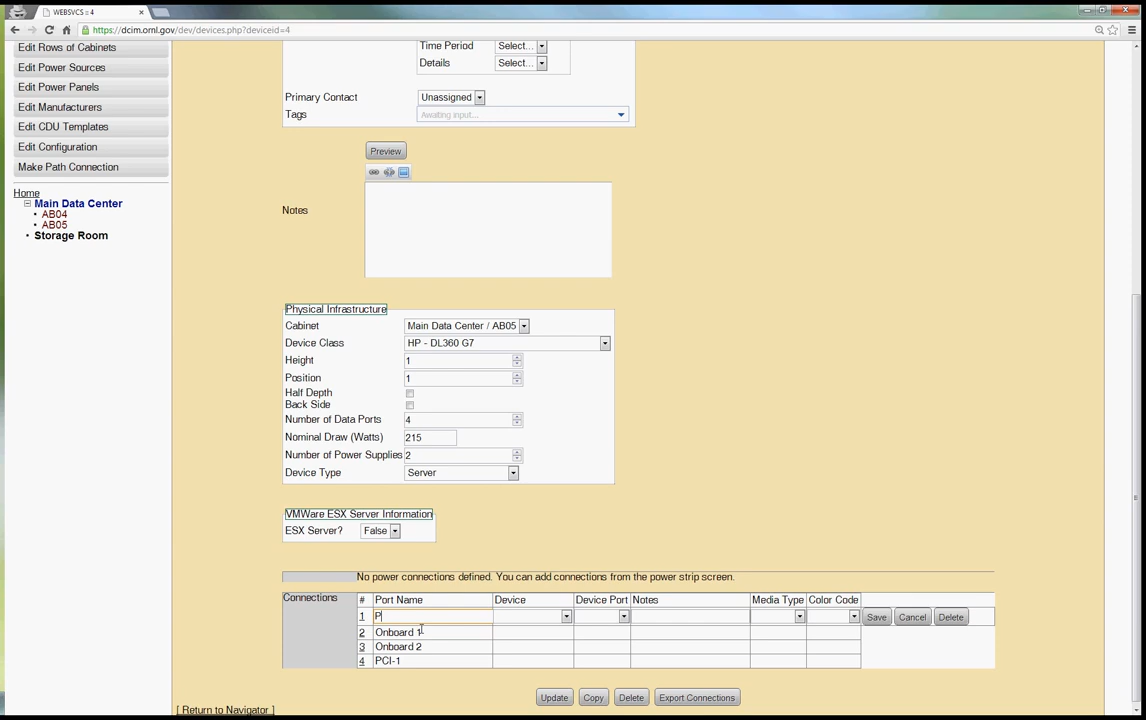 WEBSVCS :: 4
https://dcim.ornl.gov/dev/devices.php?deviceid=4
Edit Rows of Cabinets
Edit Power Sources
Edit Power Panels
Edit Manufacturers
Edit CDU Templates
Edit Configuration
Make Path Connection
Home
Main Data Center
AB04
AB05
Storage Room
Time Period Select...
Details Select...
Primary Contact Unassigned
Tags Awaiting input...
Preview
Notes
Physical Infrastructure
Cabinet Main Data Center / AB05
Device Class HP - DL360 G7
Height 1
Position 1
Half Depth
Back Side
Number of Data Ports 4
Nominal Draw (Watts) 215
Number of Power Supplies 2
Device Type Server
VMWare ESX Server Information
ESX Server? False
No power connections defined. You can add connections from the power strip screen.
Connections # Port Name Device Device Port Notes Media Type Color Code
1 P Save Cancel Delete
2 Onboard 1
3 Onboard 2
4 PCI-1
Update Copy Delete Export Connections
[ Return to Navigator ]